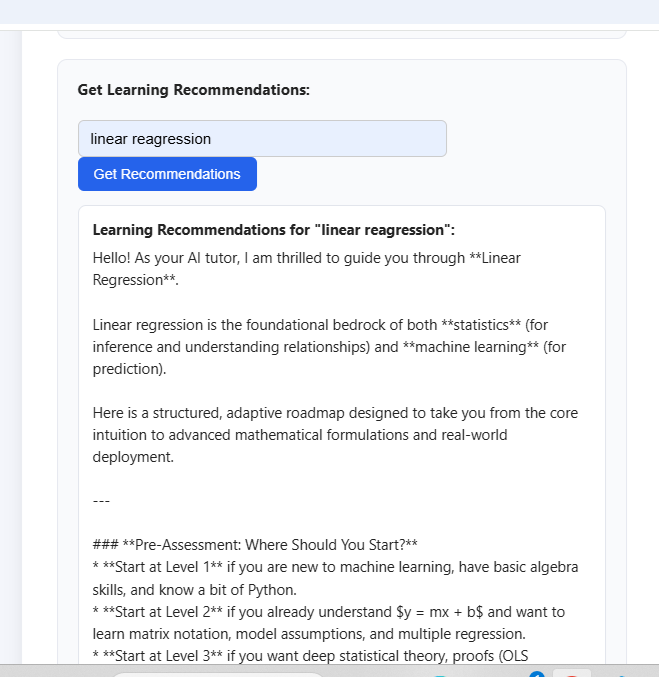 Get Learning Recommendations:
linear reagression
Get Recommendations
Learning Recommendations for "linear reagression":
Hello! As your AI tutor, I am thrilled to guide you through **Linear
Regression**.
Linear regression is the foundational bedrock of both **statistics** (for
inference and understanding relationships) and **machine learning** (for
prediction).
Here is a structured, adaptive roadmap designed to take you from the core
intuition to advanced mathematical formulations and real-world
deployment.
---
### **Pre-Assessment: Where Should You Start?**
* **Start at Level 1** if you are new to machine learning, have basic algebra
skills, and know a bit of Python.
* **Start at Level 2** if you already understand $y = mx + b$ and want to
learn matrix notation, model assumptions, and multiple regression.
* **Start at Level 3** if you want deep statistical theory, proofs (OLS